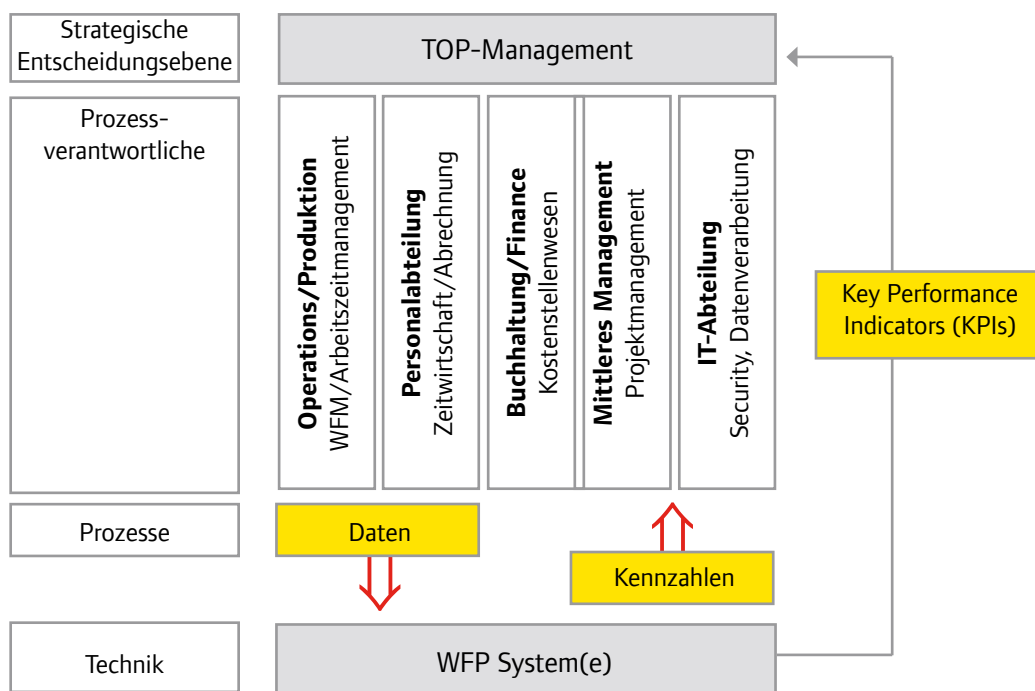 Strategische
Entscheidungsebene
TOP-Management
Prozess-
verantwortliche
Operations/Produktion
WFM/Arbeitszeitmanagement
Personalabteilung
Zeitwirtschaft/Abrechnung
Buchhaltung/Finance
Kostenstellenwesen
Mittleres Management
Projektmanagement
IT-Abteilung
Security, Datenverarbeitung
Key Performance
Indicators (KPIs)
Prozesse
Daten
Kennzahlen
Technik
WFP System(e)